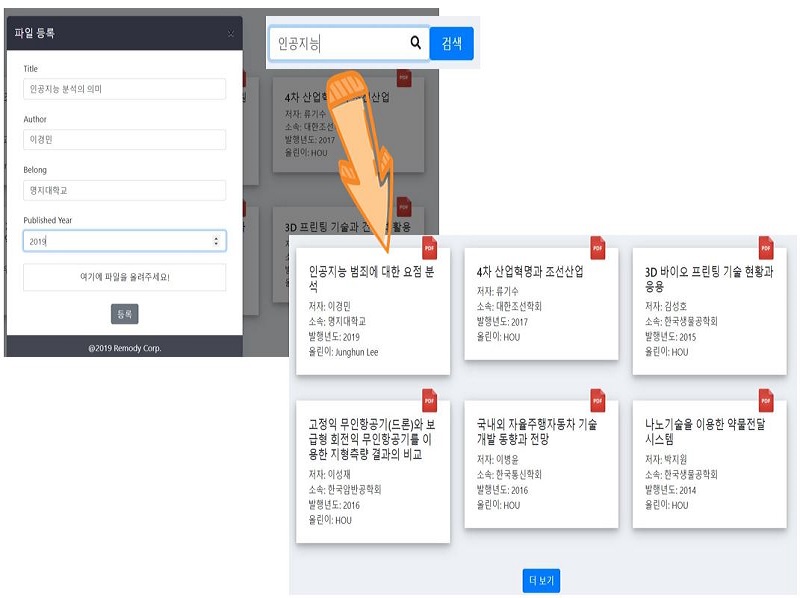 파일 등록
Title
인공지능 분석의 의미
Author
이경민
Belong
명지대학교
Published Year
2019
여기에 파일을 올려주세요!
등록
@2019 Remody Corp.
인공지능
검색
PDF
4차 산업
산업
저자: 류기수
소속: 대한조선
발행년도: 2017
올린이: HOU
PDF
3D 프린팅 기술과
활용
PDF
인공지능 범죄에 대한 요점 분
석
저자: 이경민
소속: 명지대학교
발행년도: 2019
올린이: Junghun Lee
PDF
4차 산업혁명과 조선산업
저자: 류기수
소속: 대한조선학회
발행년도: 2017
올린이: HOU
PDF
3D 바이오 프린팅 기술 현황과
응용
저자: 김성호
소속: 한국생물공학회
발행년도: 2015
올린이: HOU
PDF
고정익 무인항공기(드론)와 보
급형 회전익 무인항공기를 이
용한 지형측량 결과의 비교
저자: 이성재
소속: 한국암반공학회
발행년도: 2016
올린이: HOU
PDF
국내외 자율주행자동차 기술
개발 동향과 전망
저자: 이병윤
소속: 한국통신학회
발행년도: 2016
올린이: HOU
PDF
나노기술을 이용한 약물전달
시스템
저자: 박지원
소속: 한국생물공학회
발행년도: 2014
올린이: HOU
더 보기